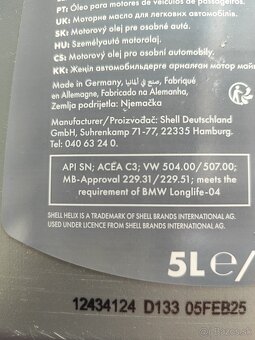 PT: Óleo para motores de veículos de passageiros.
UK: Моторне масло для легкових автомобілів.
SK: Motorový olej pre osobné autá.
HU: Személyautó motorolaj.
CS: Motorový olej pro osobní automobily.
KK: Жеңіл автомобильдерге арналған мотор
Made in Germany, صنع في ألمانيا, Fabriqué
en Allemagne, Fabricado na Alemanha,
Zemlja podrijetla: Njemačka
Manufacturer/Proizvođač: Shell Deutschland
GmbH, Suhrenkamp 71-77, 22335 Hamburg.
Tel: 040 63 24 0.
API SN; ACEA C3; VW 504.00/507.00;
MB-Approval 229.31/229.51; meets the
requirement of BMW Longlife-04
SHELL HELIX IS A TRADEMARK OF SHELL BRANDS INTERNATIONAL AG.
USED UNDER LICENCE FROM SHELL BRANDS INTERNATIONAL AG.
5L e/
12434124 D133 05FEB25